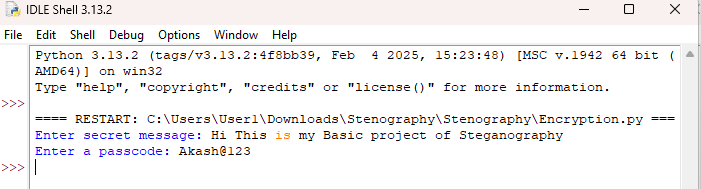 IDLE Shell 3.13.2
File Edit Shell Debug Options Window Help
Python 3.13.2 (tags/v3.13.2:4f8bb39, Feb  4 2025, 15:23:48) [MSC v.1942 64 bit (
AMD64)] on win32
Type "help", "copyright", "credits" or "license()" for more information.
>>>
==== RESTART: C:\Users\User1\Downloads\Stenography\Stenography\Encryption.py ===
Enter secret message: Hi This is my Basic project of Steganography
Enter a passcode: Akash@123
>>>